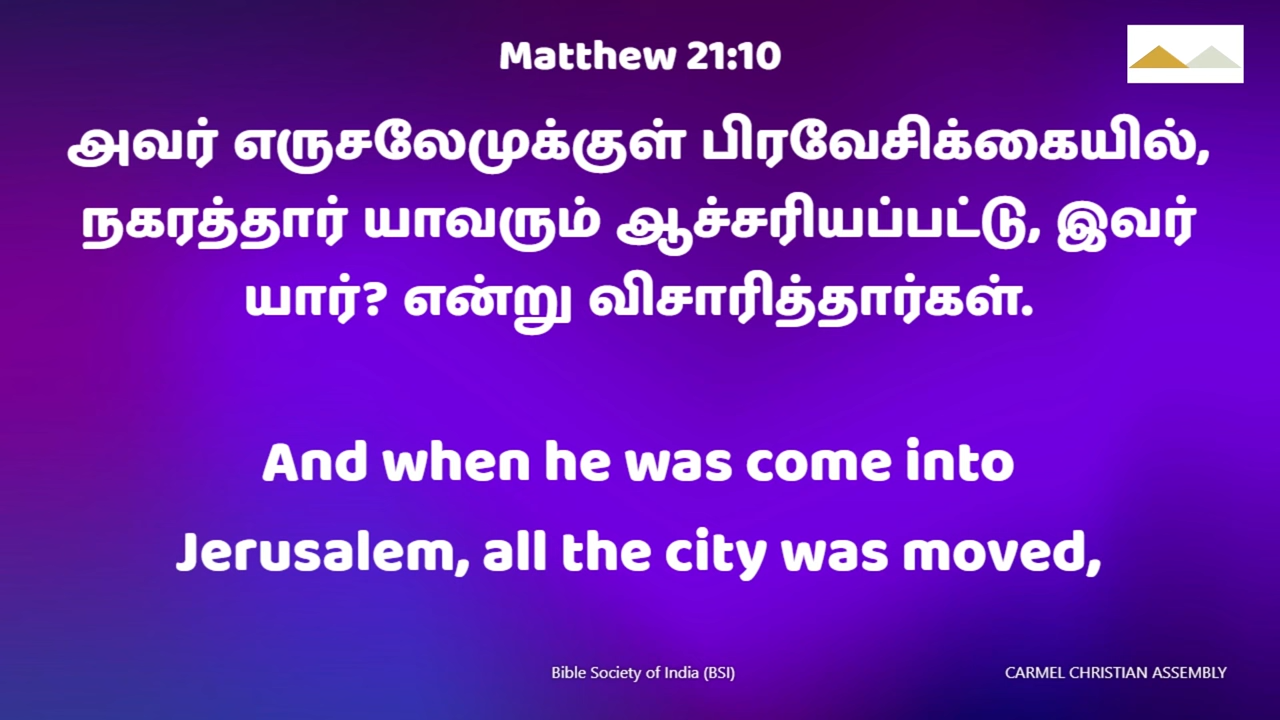 Matthew 21:10
அவர் எருசலேமுக்குள் பிரவேசிக்கையில்,
நகரத்தார் யாவரும் ஆச்சரியப்பட்டு, இவர்
யார்? என்று விசாரித்தார்கள்.
And when he was come into
Jerusalem, all the city was moved,
Bible Society of India (BSI)
CARMEL CHRISTIAN ASSEMBLY